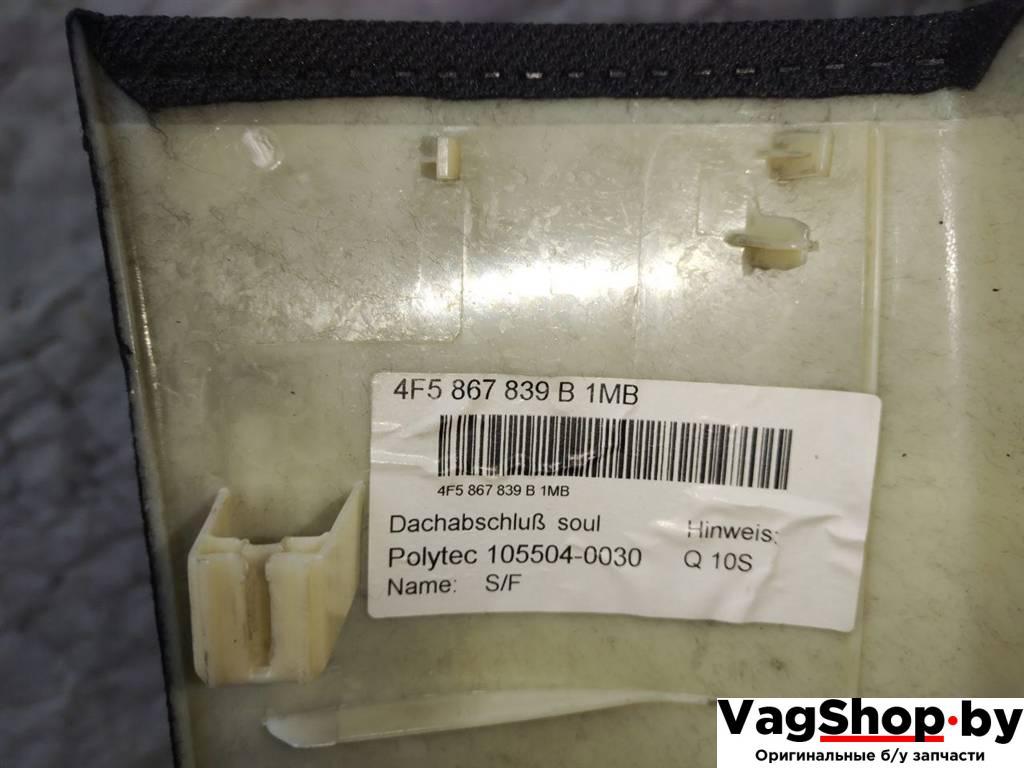 4F5 867 839 B 1MB
4F5 867 839 B 1MB
Dachabschluß soul
Hinweis:
Polytec 105504-0030
Q 10S
Name: S/F
VagShop.by
Оригинальные б/у запчасти